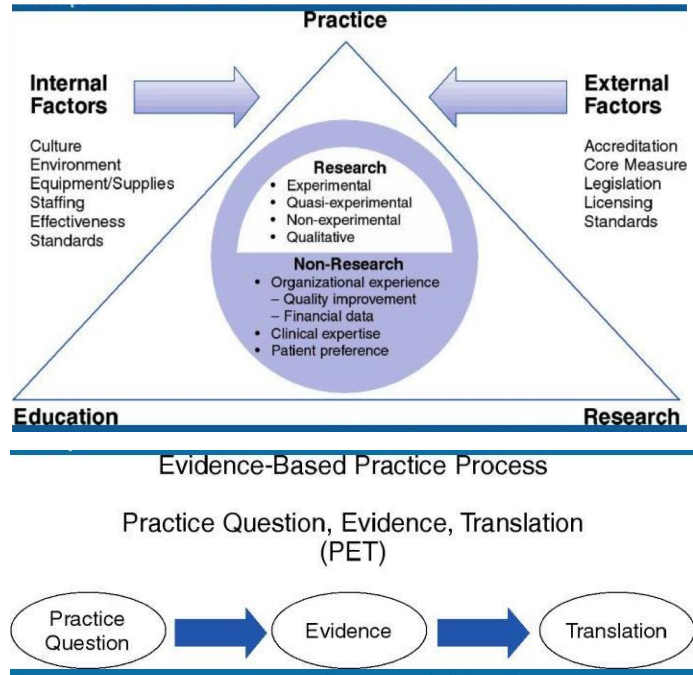 Practice
Internal
Factors
Culture
Environment
Equipment/Supplies
Staffing
Effectiveness
Standards
External
Factors
Accreditation
Core Measure
Legislation
Licensing
Standards
Research
• Experimental
• Quasi-experimental
• Non-experimental
• Qualitative
Non-Research
• Organizational experience
– Quality improvement
– Financial data
• Clinical expertise
• Patient preference
Education
Research
Evidence-Based Practice Process
Practice Question, Evidence, Translation
(PET)
Practice
Question
Evidence
Translation